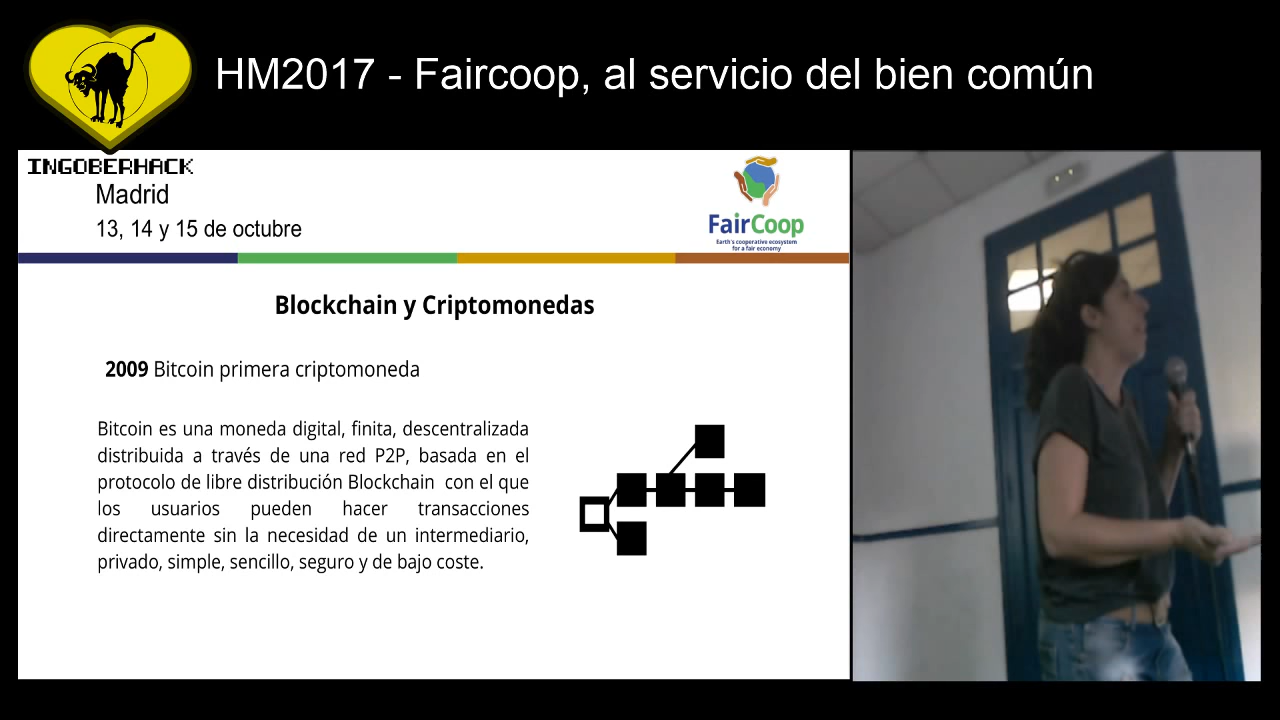 HM2017 - Faircoop, al servicio del bien común
INGOBERHACK
Madrid
13, 14 y 15 de octubre
FairCoop
Earth's cooperative ecosystem
for a fair economy
Blockchain y Criptomonedas
2009 Bitcoin primera criptomoneda
Bitcoin es una moneda digital, finita, descentralizada
distribuida a través de una red P2P, basada en el
protocolo de libre distribución Blockchain con el que
los usuarios pueden hacer transacciones
directamente sin la necesidad de un intermediario,
privado, simple, sencillo, seguro y de bajo coste.